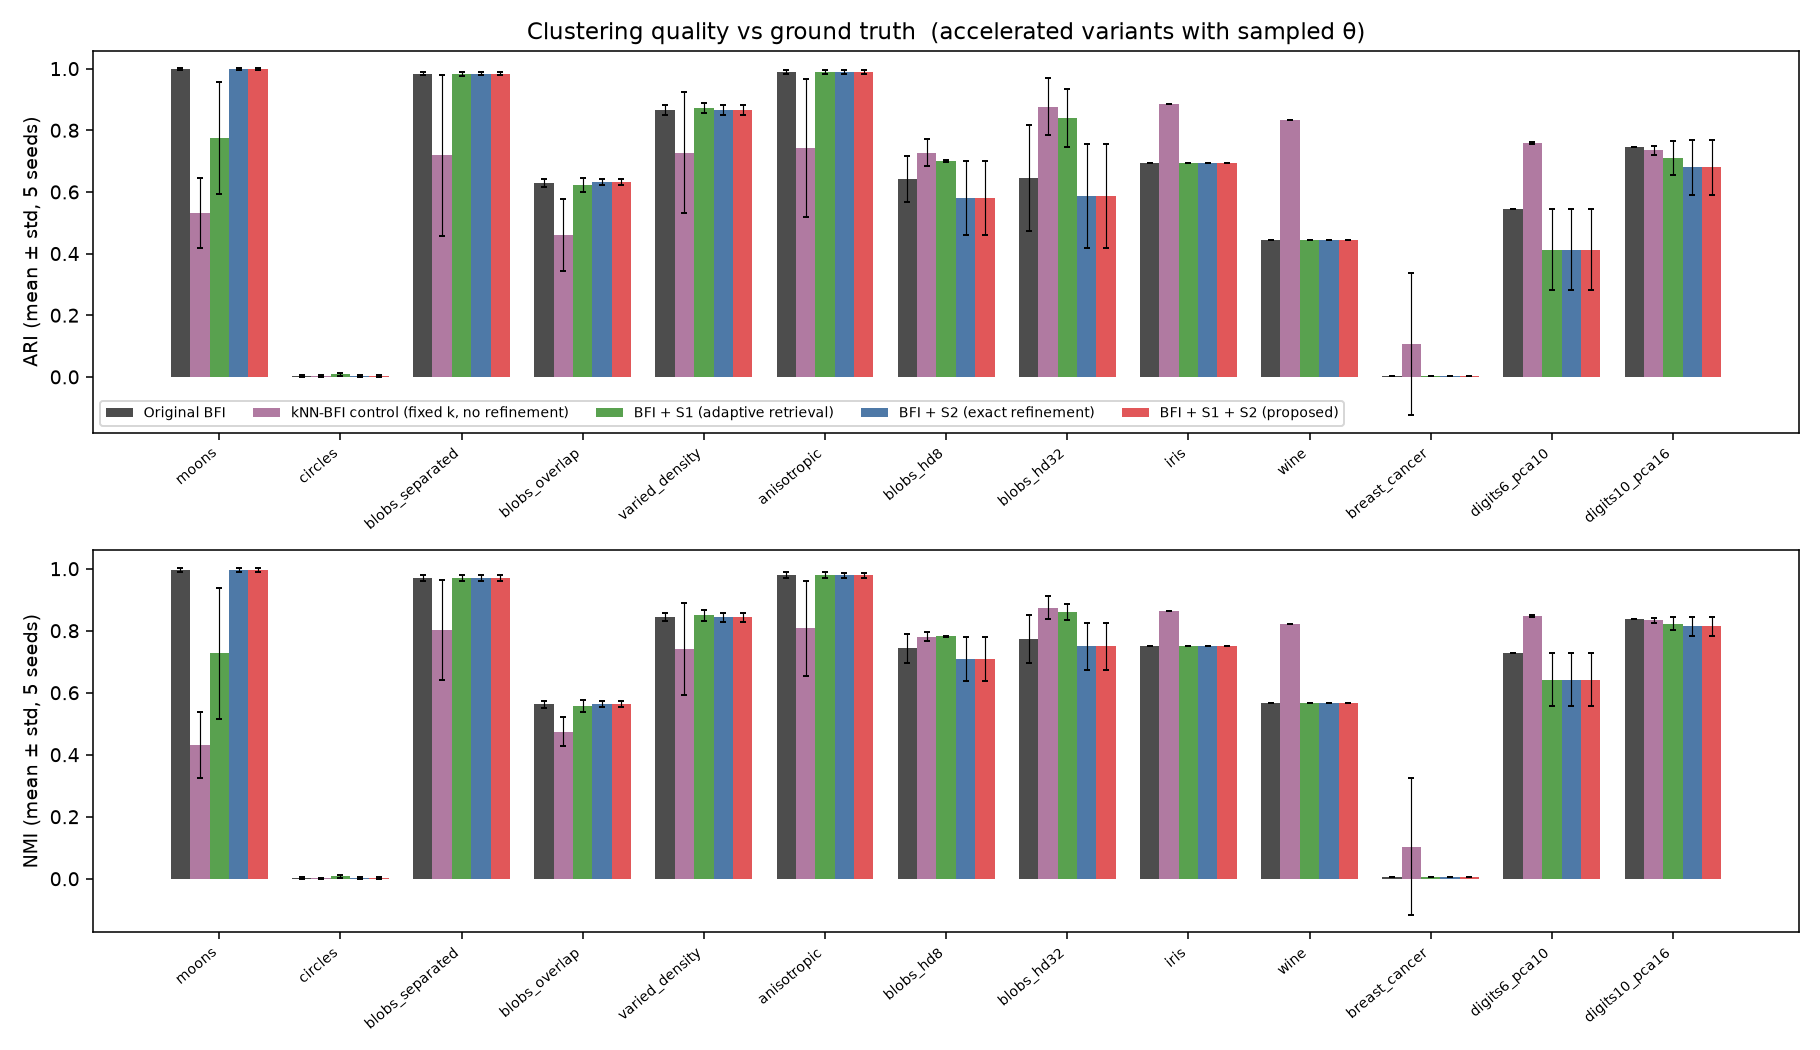 Clustering quality vs ground truth (accelerated variants with sampled θ)
ARI (mean ± std, 5 seeds)
1.0
0.8
0.6
0.4
0.2
0.0
Original BFI
kNN-BFI control (fixed k, no refinement)
BFI + S1 (adaptive retrieval)
BFI + S2 (exact refinement)
BFI + S1 + S2 (proposed)
moons
circles
blobs_separated
blobs_overlap
varied_density
anisotropic
blobs_hd8
blobs_hd32
iris
wine
breast_cancer
digits6_pca10
digits10_pca16
NMI (mean ± std, 5 seeds)
1.0
0.8
0.6
0.4
0.2
0.0
moons
circles
blobs_separated
blobs_overlap
varied_density
anisotropic
blobs_hd8
blobs_hd32
iris
wine
breast_cancer
digits6_pca10
digits10_pca16